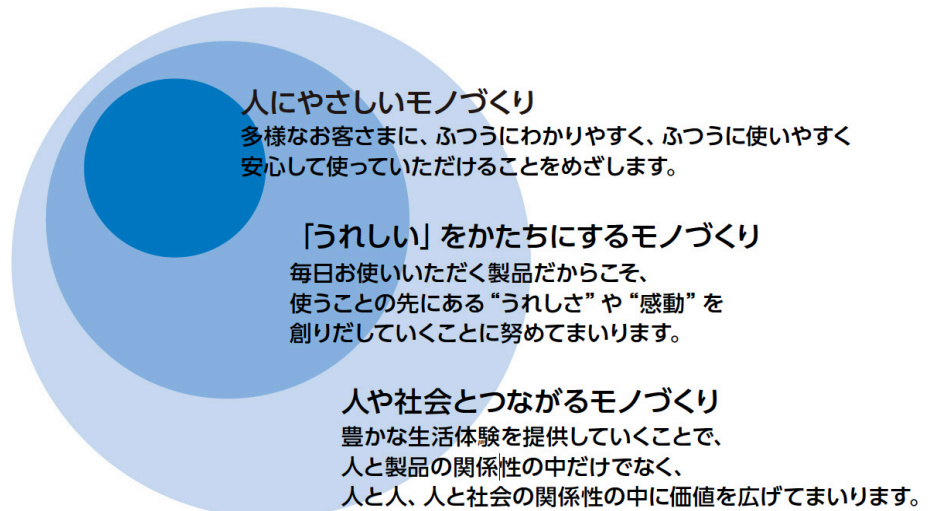 人にやさしいモノづくり
多様なお客さまに、ふつうにわかりやすく、ふつうに使いやすく
安心して使っていただけることをめざします。
「うれしい」をかたちにするモノづくり
毎日お使いいただく製品だからこそ、
使うことの先にある“うれしさ”や“感動”を
創りだしていくことに努めてまいります。
人や社会とつながるモノづくり
豊かな生活体験を提供していくことで、
人と製品の関係性の中だけでなく、
人と人、人と社会の関係性の中に価値を広げてまいります。